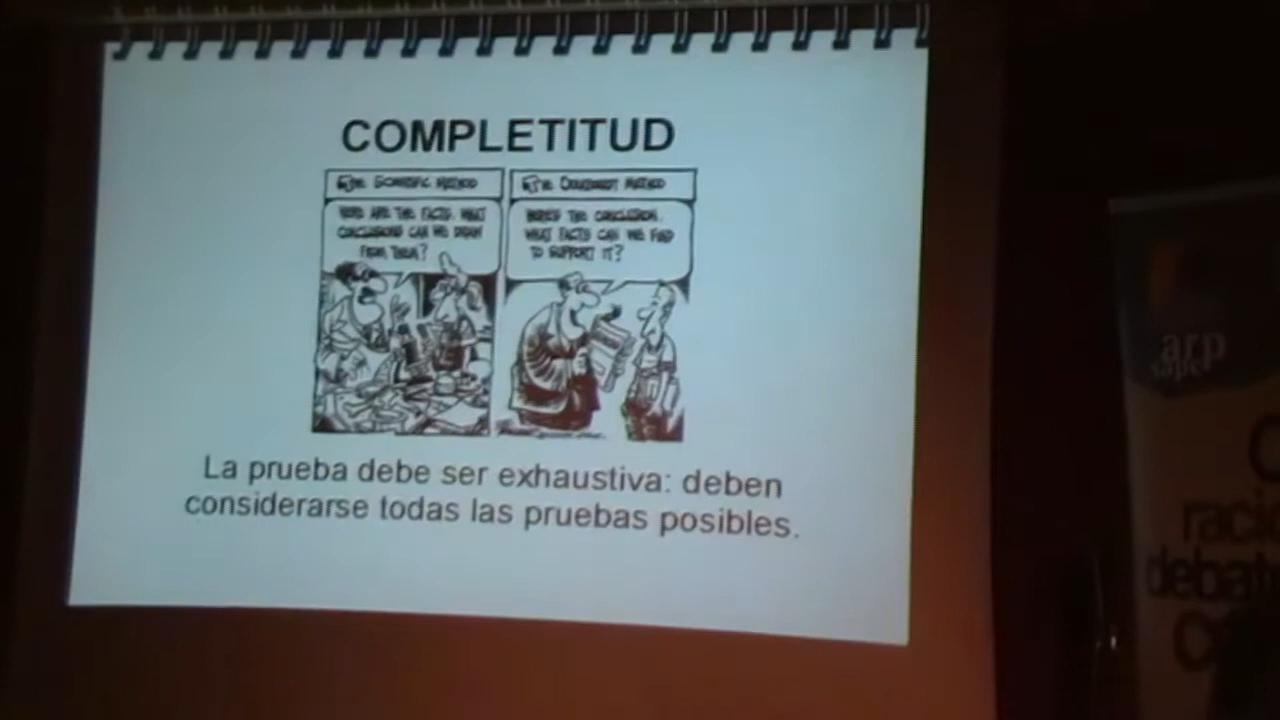 COMPLETITUD
The Scientific Method
The Creationist Method
HERE ARE THE FACTS. WHAT
CONCLUSIONS CAN WE DRAW
FROM THEM?
HERE'S THE CONCLUSION.
WHAT FACTS CAN WE FIND
TO SUPPORT IT?
La prueba debe ser exhaustiva: deben
considerarse todas las pruebas posibles.
arp